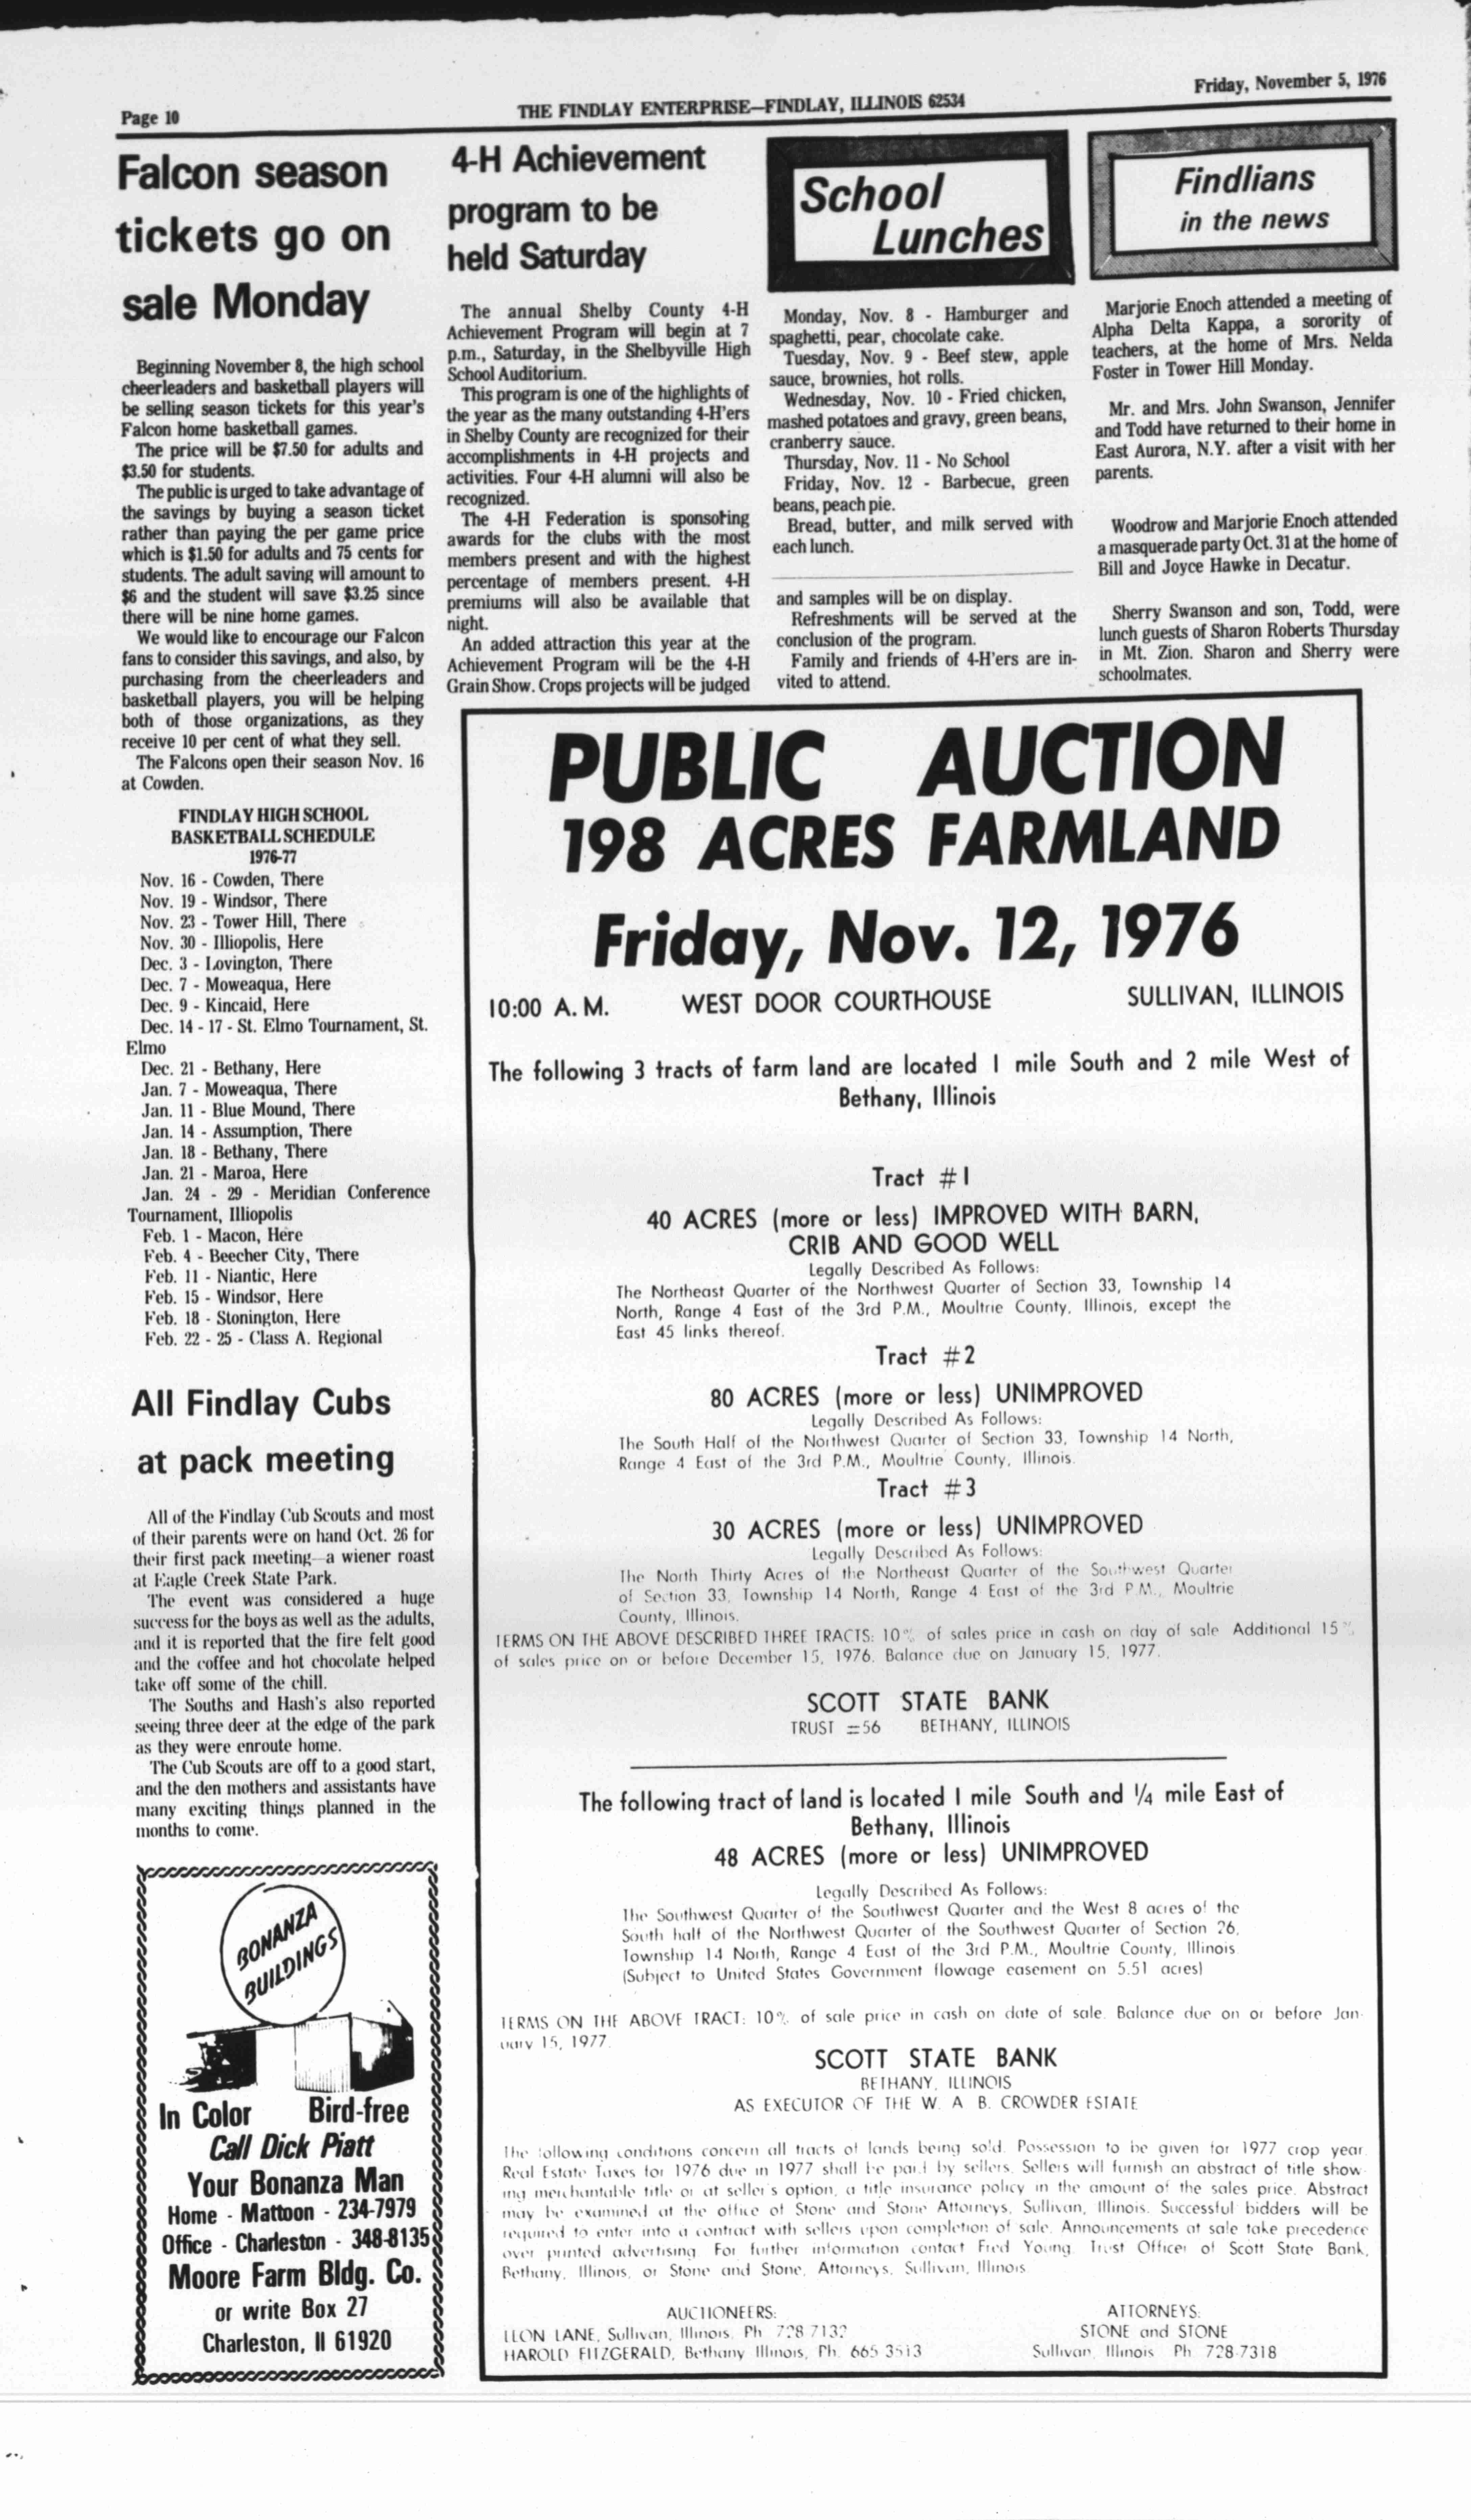 Page 10
THE FINDLAY ENTERPRISE—FINDLAY, ILLINOIS 62534
Friday, November 5, 1976
Falcon season
tickets go on
sale Monday
Beginning November 8, the high school
cheerleaders and basketball players will
be selling season tickets for this year's
Falcon home basketball games.
The price will be $7.50 for adults and
$3.50 for students.
The public is urged to take advantage of
the savings by buying a season ticket
rather than paying the per game price
which is $1.50 for adults and 75 cents for
students. The adult saving will amount to
$6 and the student will save $3.25 since
there will be nine home games.
We would like to encourage our Falcon
fans to consider this savings, and also, by
purchasing from the cheerleaders and
basketball players, you will be helping
both of those organizations, as they
receive 10 per cent of what they sell.
The Falcons open their season Nov. 16
at Cowden.
FINDLAY HIGH SCHOOL
BASKETBALL SCHEDULE
1976-77
Nov. 16 - Cowden, There
Nov. 19 - Windsor, There
Nov. 23 - Tower Hill, There
Nov. 30 - Illiopolis, Here
Dec. 3 - Lovington, There
Dec. 7 - Moweaqua, Here
Dec. 9 - Kincaid, Here
Dec. 14 - 17 - St. Elmo Tournament, St.
Elmo
Dec. 21 - Bethany, Here
Jan. 7 - Moweaqua, There
Jan. 11 - Blue Mound, There
Jan. 14 - Assumption, There
Jan. 18 - Bethany, There
Jan. 21 - Maroa, Here
Jan. 24 - 29 - Meridian Conference
Tournament, Illiopolis
Feb. 1 - Macon, Here
Feb. 4 - Beecher City, There
Feb. 11 - Niantic, Here
Feb. 15 - Windsor, Here
Feb. 18 - Stonington, Here
Feb. 22 - 25 - Class A. Regional
All Findlay Cubs
at pack meeting
All of the Findlay Cub Scouts and most
of their parents were on hand Oct. 26 for
their first pack meeting—a wiener roast
at Eagle Creek State Park.
The event was considered a huge
success for the boys as well as the adults,
and it is reported that the fire felt good
and the coffee and hot chocolate helped
take off some of the chill.
The Souths and Hash's also reported
seeing three deer at the edge of the park
as they were enroute home.
The Cub Scouts are off to a good start,
and the den mothers and assistants have
many exciting things planned in the
months to come.
BONANZA
BUILDINGS
In Color Bird-free
Call Dick Piatt
Your Bonanza Man
Home - Mattoon - 234-7979
Office - Charleston - 348-8135
Moore Farm Bldg. Co.
or write Box 27
Charleston, Il 61920
4-H Achievement
program to be
held Saturday
The annual Shelby County 4-H
Achievement Program will begin at 7
p.m., Saturday, in the Shelbyville High
School Auditorium.
This program is one of the highlights of
the year as the many outstanding 4-H'ers
in Shelby County are recognized for their
accomplishments in 4-H projects and
activities. Four 4-H alumni will also be
recognized.
The 4-H Federation is sponsoring
awards for the clubs with the most
members present and with the highest
percentage of members present. 4-H
premiums will also be available that
night.
An added attraction this year at the
Achievement Program will be the 4-H
Grain Show. Crops projects will be judged
School
Lunches
Monday, Nov. 8 - Hamburger and
spaghetti, pear, chocolate cake.
Tuesday, Nov. 9 - Beef stew, apple
sauce, brownies, hot rolls.
Wednesday, Nov. 10 - Fried chicken,
mashed potatoes and gravy, green beans,
cranberry sauce.
Thursday, Nov. 11 - No School
Friday, Nov. 12 - Barbecue, green
beans, peach pie.
Bread, butter, and milk served with
each lunch.
and samples will be on display.
Refreshments will be served at the
conclusion of the program.
Family and friends of 4-H'ers are in-
vited to attend.
Findlians
in the news
Marjorie Enoch attended a meeting of
Alpha Delta Kappa, a sorority of
teachers, at the home of Mrs. Nelda
Foster in Tower Hill Monday.
Mr. and Mrs. John Swanson, Jennifer
and Todd have returned to their home in
East Aurora, N.Y. after a visit with her
parents.
Woodrow and Marjorie Enoch attended
a masquerade party Oct. 31 at the home of
Bill and Joyce Hawke in Decatur.
Sherry Swanson and son, Todd, were
lunch guests of Sharon Roberts Thursday
in Mt. Zion. Sharon and Sherry were
schoolmates.
PUBLIC AUCTION
198 ACRES FARMLAND
Friday, Nov. 12, 1976
10:00 A.M. WEST DOOR COURTHOUSE SULLIVAN, ILLINOIS
The following 3 tracts of farm land are located 1 mile South and 2 mile West of
Bethany, Illinois
Tract #1
40 ACRES (more or less) IMPROVED WITH BARN,
CRIB AND GOOD WELL
Legally Described As Follows:
The Northeast Quarter of the Northwest Quarter of Section 33, Township 14
North, Range 4 East of the 3rd P.M., Moultrie County, Illinois, except the
East 45 links thereof.
Tract #2
80 ACRES (more or less) UNIMPROVED
Legally Described As Follows:
The South Half of the Northwest Quarter of Section 33, Township 14 North,
Range 4 East of the 3rd P.M., Moultrie County, Illinois.
Tract #3
30 ACRES (more or less) UNIMPROVED
Legally Described As Follows:
The North Thirty Acres of the Northeast Quarter of the Southwest Quarter
of Section 33, Township 14 North, Range 4 East of the 3rd P.M., Moultrie
County, Illinois.
TERMS ON THE ABOVE DESCRIBED THREE TRACTS: 10% of sales price in cash on day of sale Additional 15%
of sales price on or before December 15, 1976. Balance due on January 15, 1977.
SCOTT STATE BANK
TRUST #56 BETHANY, ILLINOIS
The following tract of land is located 1 mile South and 1/4 mile East of
Bethany, Illinois
48 ACRES (more or less) UNIMPROVED
Legally Described As Follows:
The Southwest Quarter of the Southwest Quarter and the West 8 acres of the
South half of the Northwest Quarter of the Southwest Quarter of Section 26,
Township 14 North, Range 4 East of the 3rd P.M., Moultrie County, Illinois
(Subject to United States Government flowage easement on 5.51 acres)
TERMS ON THE ABOVE TRACT: 10% of sale price in cash on date of sale. Balance due on or before Jan-
uary 15, 1977.
SCOTT STATE BANK
BETHANY, ILLINOIS
AS EXECUTOR OF THE W. A. B. CROWDER ESTATE
The following conditions concern all tracts of lands being sold. Possession to be given for 1977 crop year.
Real Estate Taxes for 1976 due in 1977 shall be paid by sellers. Sellers will furnish an abstract of title show-
ing merchantable title or at seller's option, a title insurance policy in the amount of the sales price. Abstract
may be examined at the office of Stone and Stone Attorneys, Sullivan, Illinois. Successful bidders will be
required to enter into a contract with sellers upon completion of sale. Announcements at sale take precedence
over printed advertising. For further information contact Fred Young, Trust Officer of Scott State Bank,
Bethany, Illinois, or Stone and Stone, Attorneys, Sullivan, Illinois
AUCTIONEERS:
LEON LANE, Sullivan, Illinois, Ph. 728-7132
HAROLD FITZGERALD, Bethany Illinois, Ph. 665-3513
ATTORNEYS:
STONE and STONE
Sullivan, Illinois Ph. 728-7318